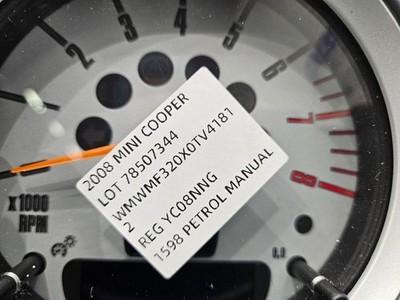 2
3
4
5
6
7
8
x1000
RPM
2008 MINI COOPER
LOT 78507344
WMWMF320X0TV4181
2
REG YC08NNG
1598 PETROL MANUAL